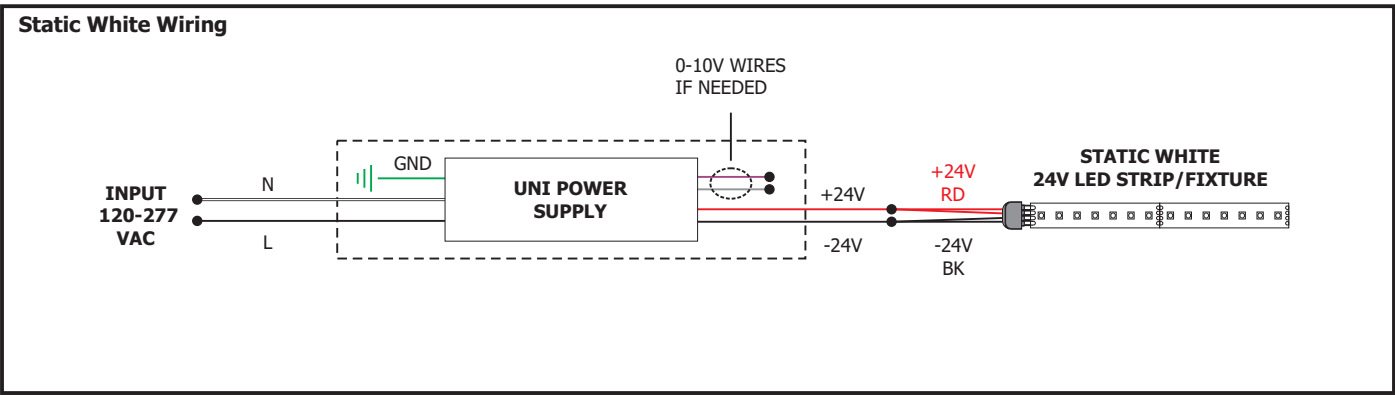 Static White Wiring
0-10V WIRES
IF NEEDED
GND
N
INPUT
120-277
VAC
L
UNI POWER
SUPPLY
+24V
-24V
+24V
RD
-24V
BK
STATIC WHITE
24V LED STRIP/FIXTURE